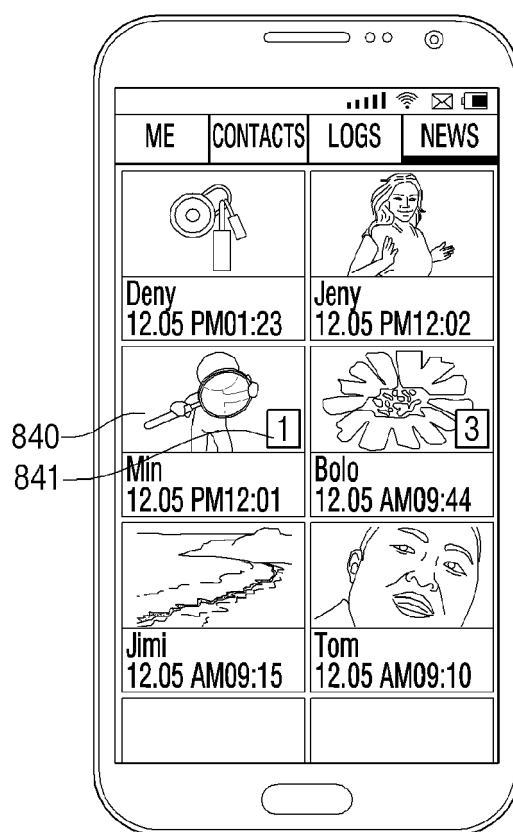 ME CONTACTS LOGS NEWS
Deny
12.05 PM01:23
Jeny
12.05 PM12:02
840
841
1
Min
12.05 PM12:01
3
Bolo
12.05 AM09:44
Jimi
12.05 AM09:15
Tom
12.05 AM09:10